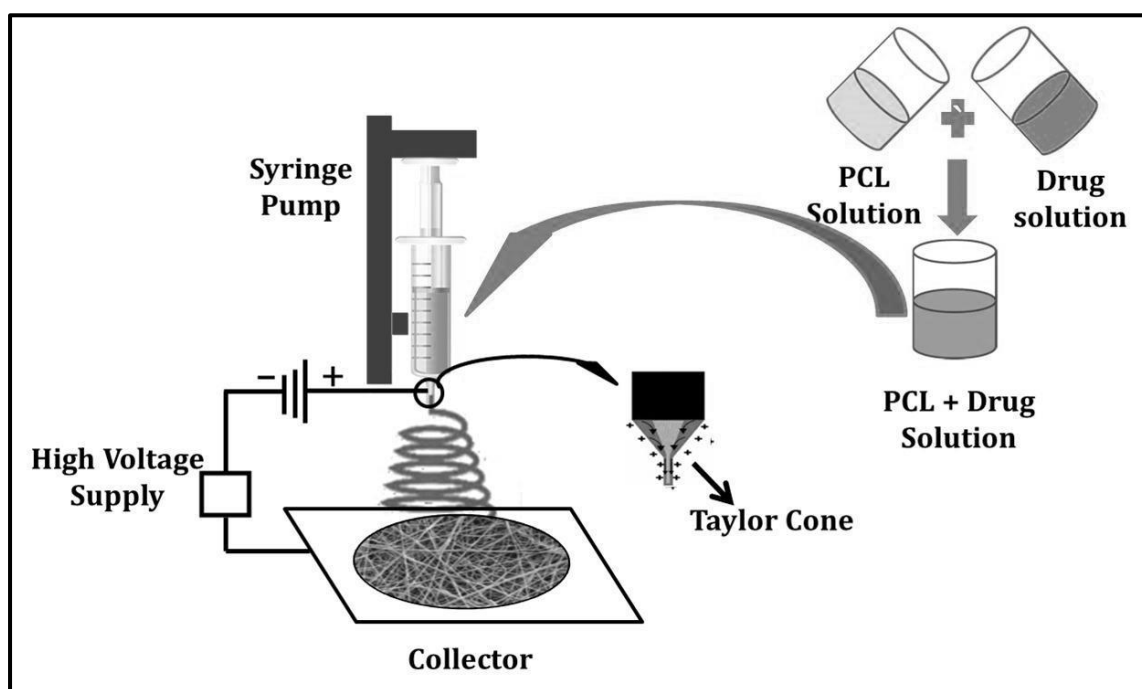 Syringe
Pump
PCL
Solution
Drug
solution
PCL + Drug
Solution
− +
High Voltage
Supply
Taylor Cone
Collector